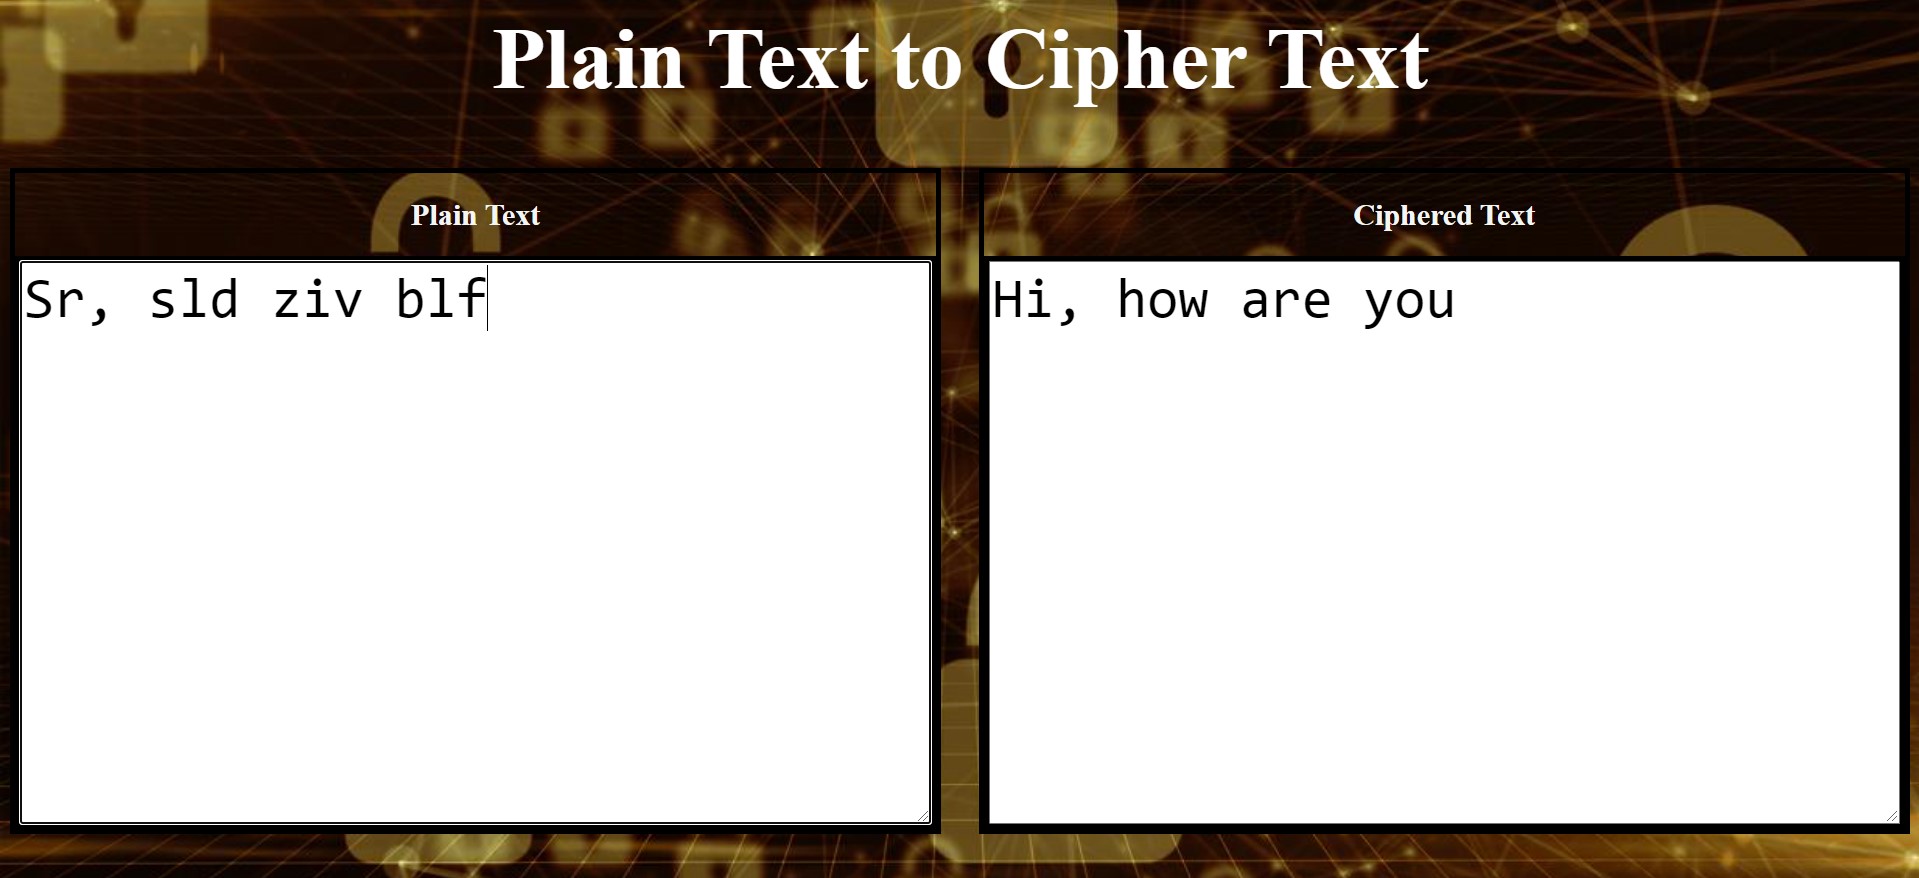 Plain Text to Cipher Text
Plain Text
Sr, sld ziv blf
Ciphered Text
Hi, how are you